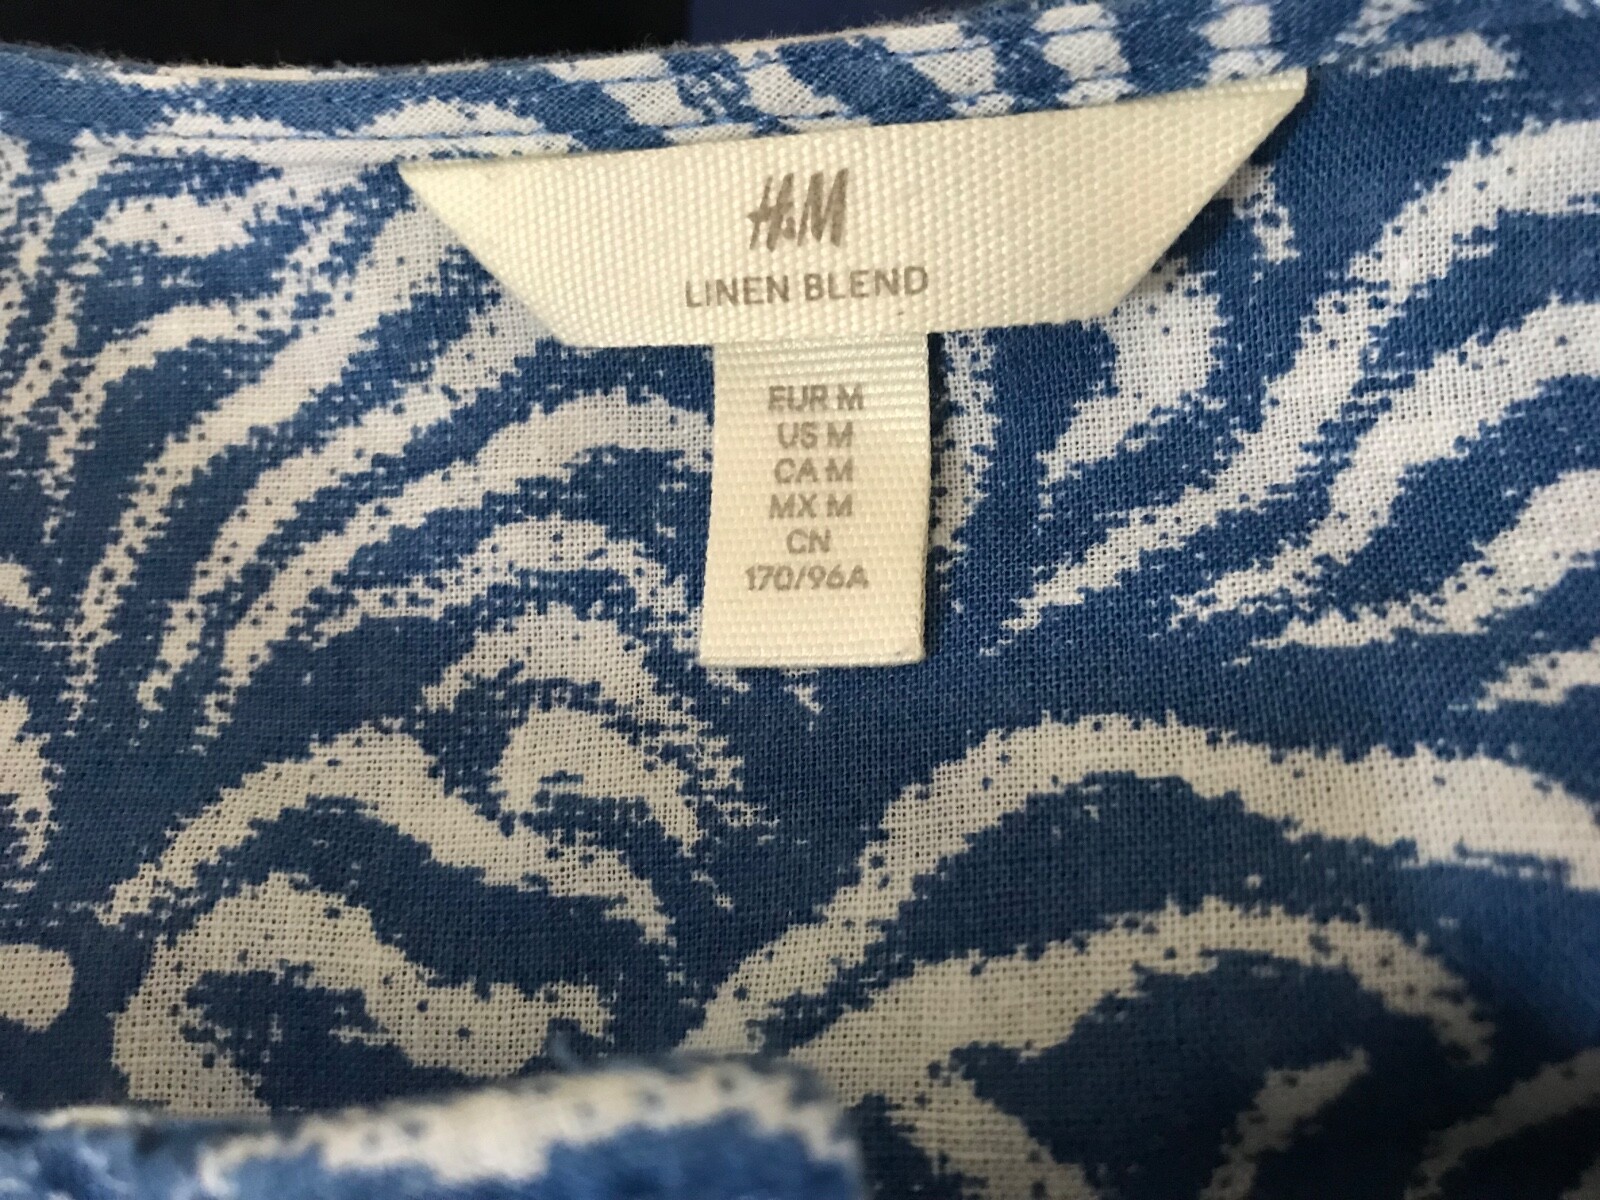 H&M
LINEN BLEND
EUR M
US M
CA M
MX M
CN
170/96A